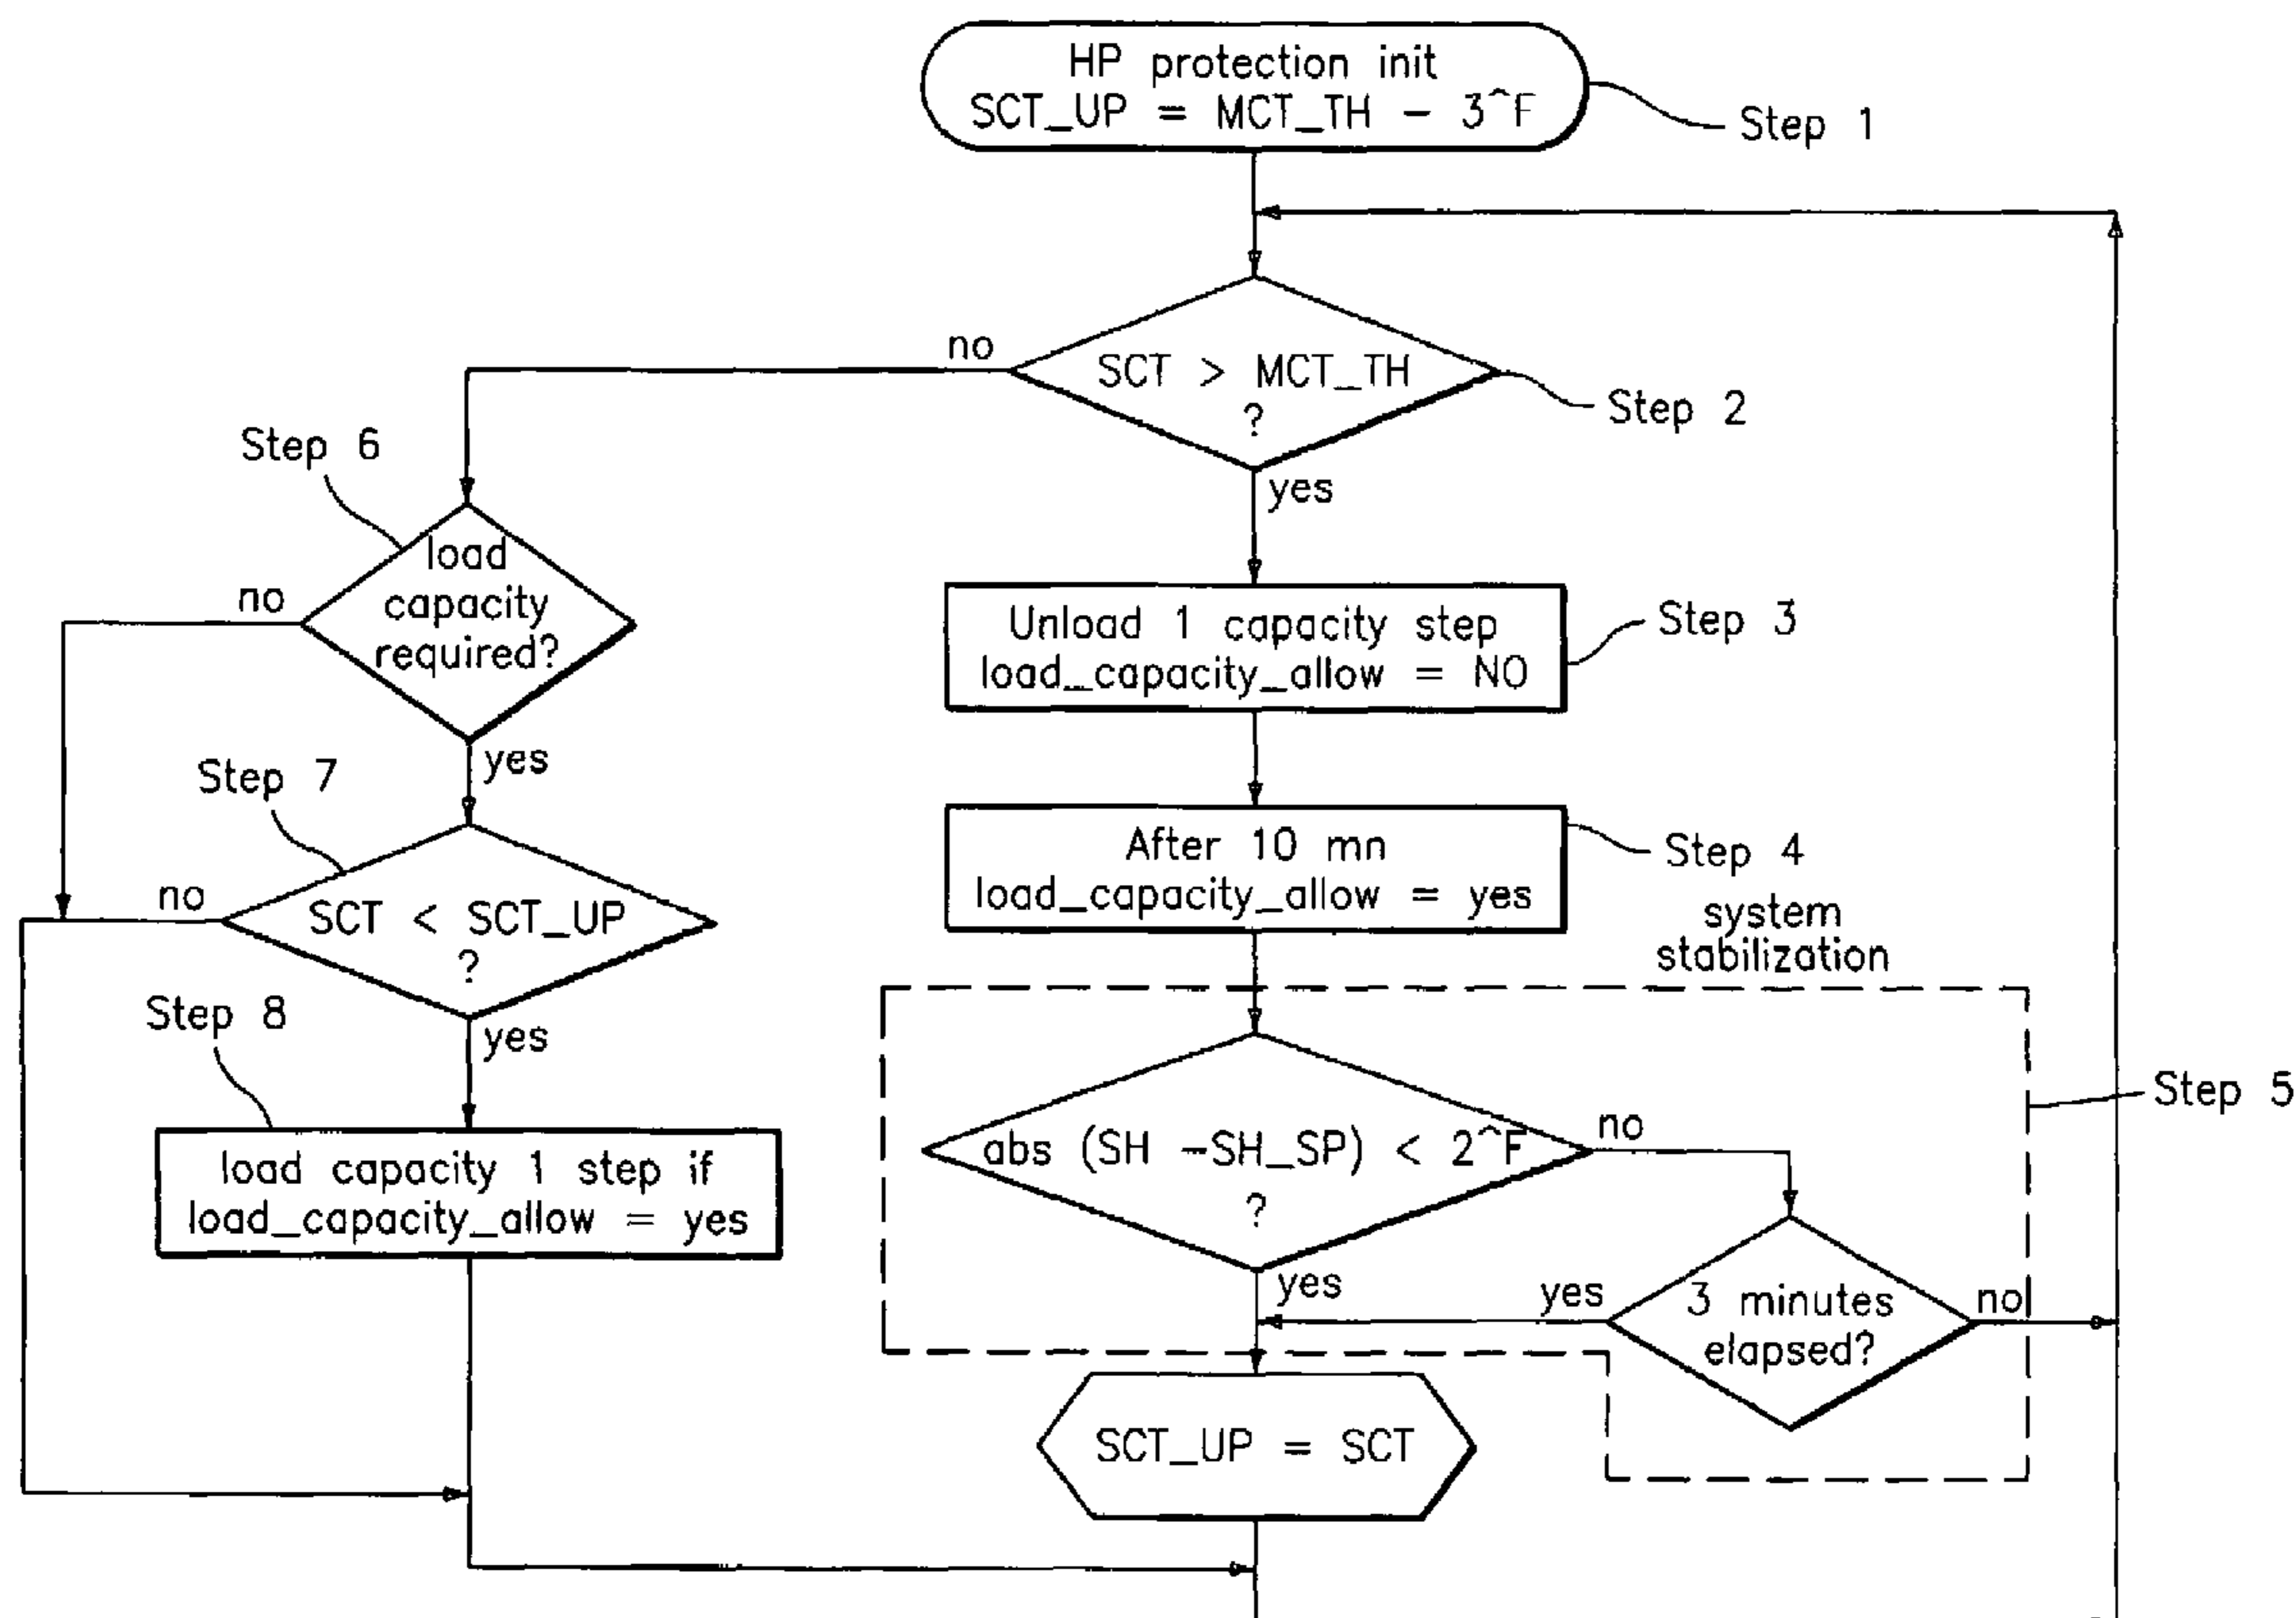 HP protection init
SCT_UP = MCT_TH - 3^F
Step 1
no
SCT > MCT_TH
?
Step 2
yes
Step 6
load
capacity
required?
no
yes
Unload 1 capacity step
load_capacity_allow = NO
Step 3
Step 7
no
SCT < SCT_UP
?
yes
After 10 mn
load_capacity_allow = yes
Step 4
system
stabilization
Step 8
load capacity 1 step if
load_capacity_allow = yes
abs (SH -SH_SP) < 2^F
?
no
yes
Step 5
yes
3 minutes
elapsed?
no
SCT_UP = SCT